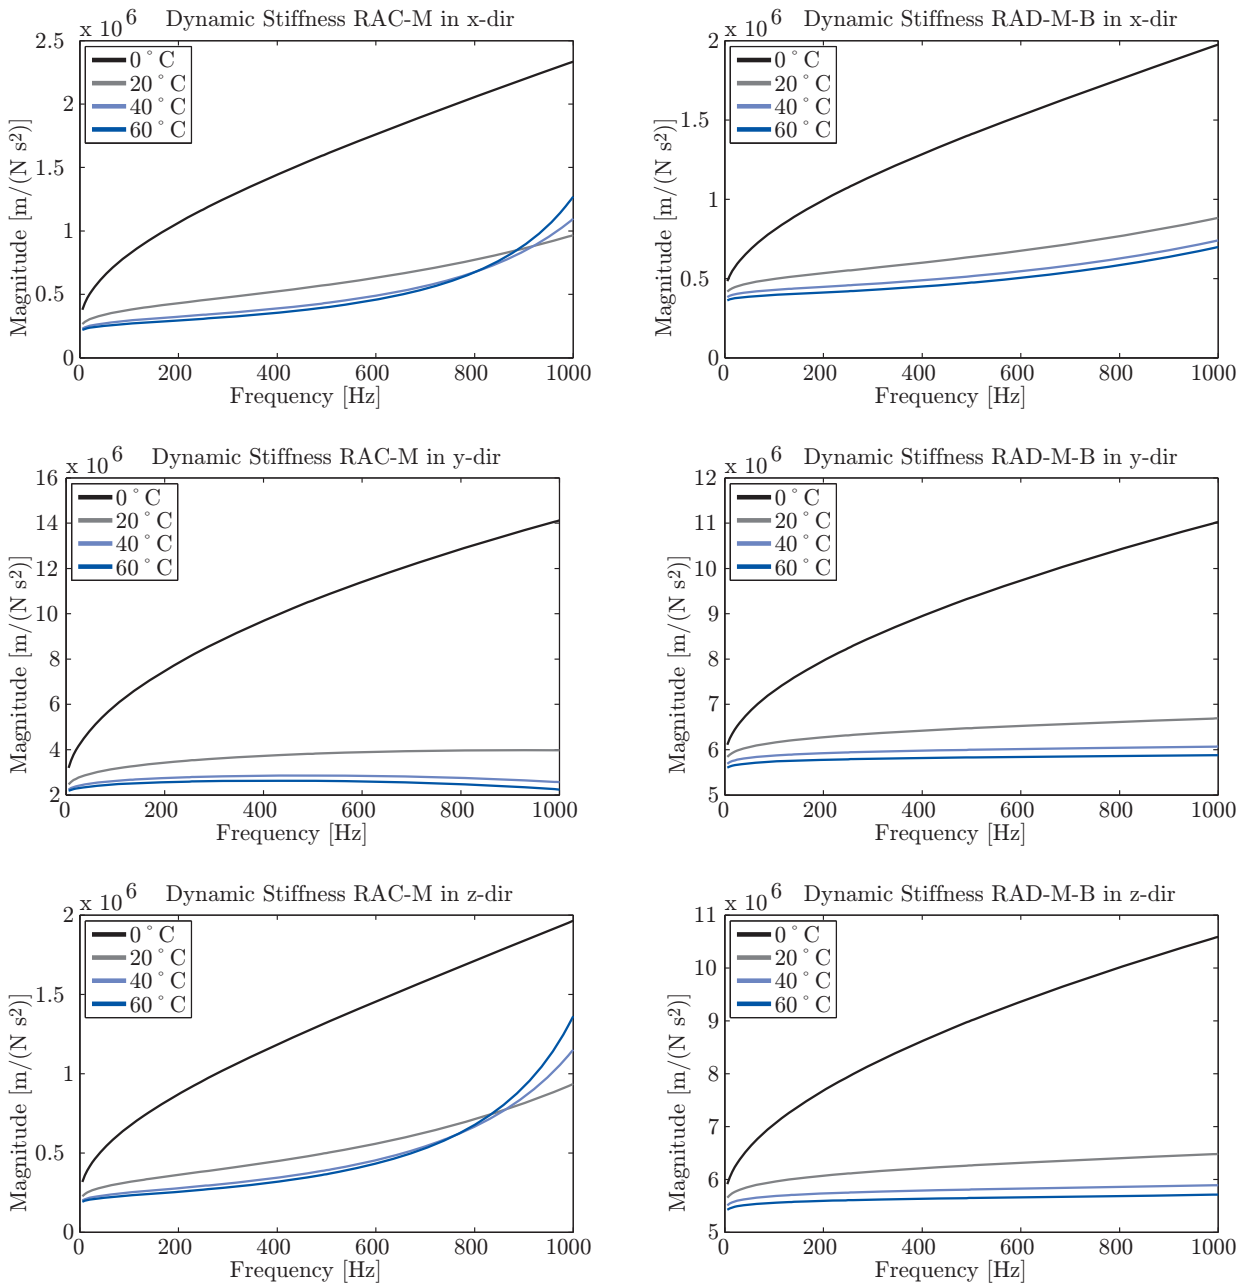 Dynamic Stiffness RAC-M in x-dir
x 10^6
Magnitude [m/(N s²)]
2.5
2
1.5
1
0.5
0
0 ° C
20 ° C
40 ° C
60 ° C
0 200 400 600 800 1000
Frequency [Hz]
Dynamic Stiffness RAD-M-B in x-dir
x 10^6
Magnitude [m/(N s²)]
2
1.5
1
0.5
0
0 ° C
20 ° C
40 ° C
60 ° C
0 200 400 600 800 1000
Frequency [Hz]
Dynamic Stiffness RAC-M in y-dir
x 10^6
Magnitude [m/(N s²)]
16
14
12
10
8
6
4
2
0 ° C
20 ° C
40 ° C
60 ° C
0 200 400 600 800 1000
Frequency [Hz]
Dynamic Stiffness RAD-M-B in y-dir
x 10^6
Magnitude [m/(N s²)]
12
11
10
9
8
7
6
5
0 ° C
20 ° C
40 ° C
60 ° C
0 200 400 600 800 1000
Frequency [Hz]
Dynamic Stiffness RAC-M in z-dir
x 10^6
Magnitude [m/(N s²)]
2
1.5
1
0.5
0
0 ° C
20 ° C
40 ° C
60 ° C
0 200 400 600 800 1000
Frequency [Hz]
Dynamic Stiffness RAD-M-B in z-dir
x 10^6
Magnitude [m/(N s²)]
11
10
9
8
7
6
5
0 ° C
20 ° C
40 ° C
60 ° C
0 200 400 600 800 1000
Frequency [Hz]